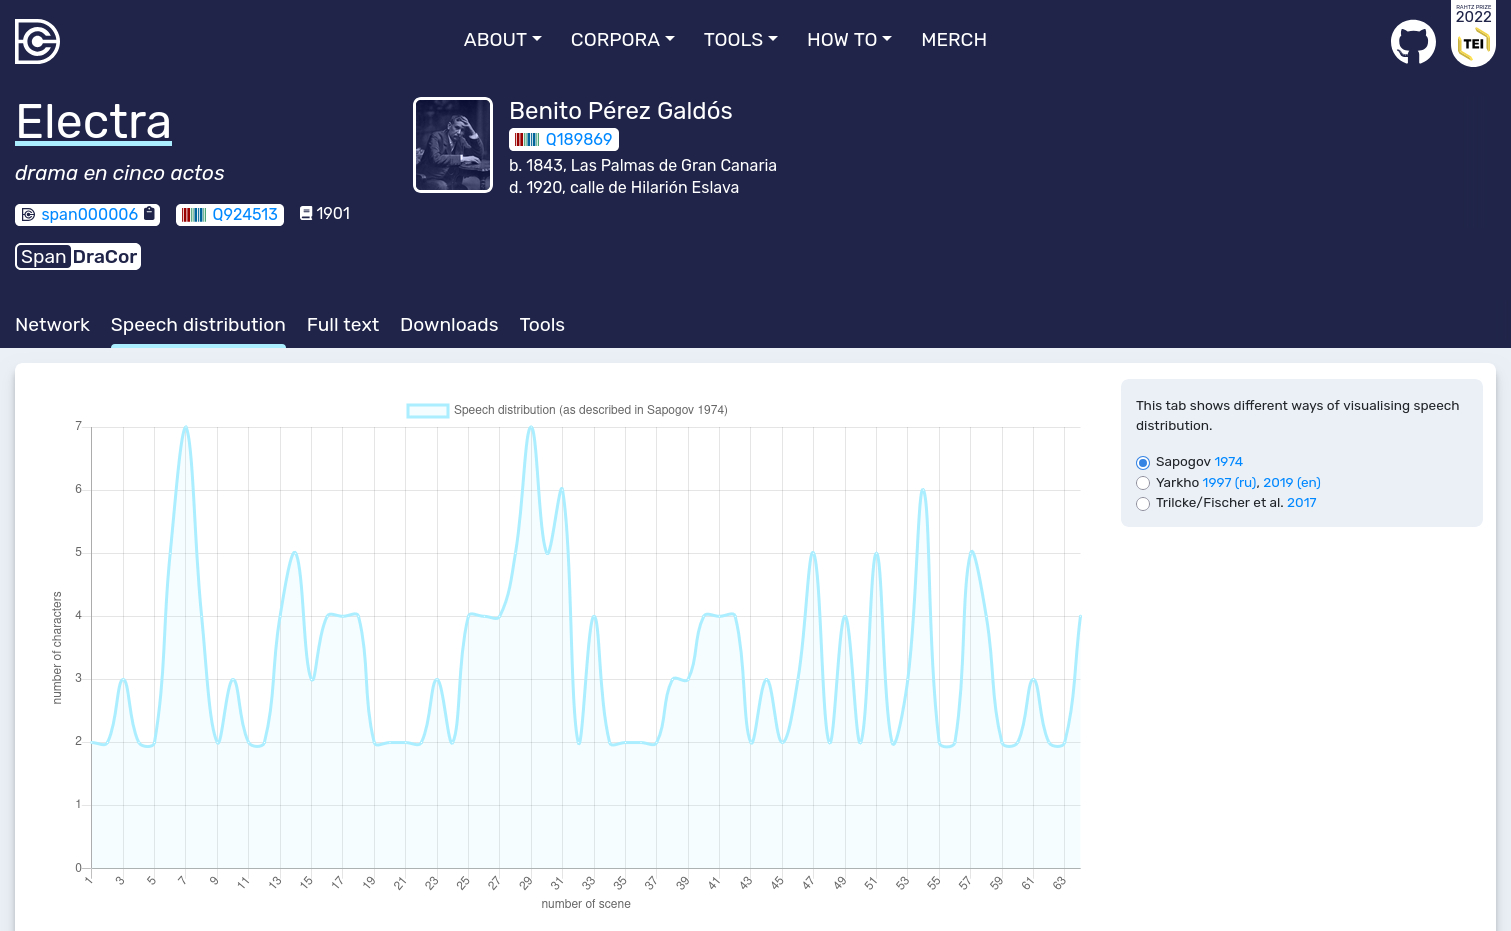 ABOUT CORPORA TOOLS HOW TO MERCH
RAHTZ PRIZE
2022
TEI
Electra
drama en cinco actos
span000006 Q924513 1901
Span DraCor
Benito Pérez Galdós
Q189869
b. 1843, Las Palmas de Gran Canaria
d. 1920, calle de Hilarión Eslava
Network Speech distribution Full text Downloads Tools
Speech distribution (as described in Sapogov 1974)
7
6
5
4
3
2
1
0
number of characters
1 3 5 7 9 11 13 15 17 19 21 23 25 27 29 31 33 35 37 39 41 43 45 47 49 51 53 55 57 59 61 63
number of scene
This tab shows different ways of visualising speech
distribution.
Sapogov 1974
Yarkho 1997 (ru), 2019 (en)
Trilcke/Fischer et al. 2017